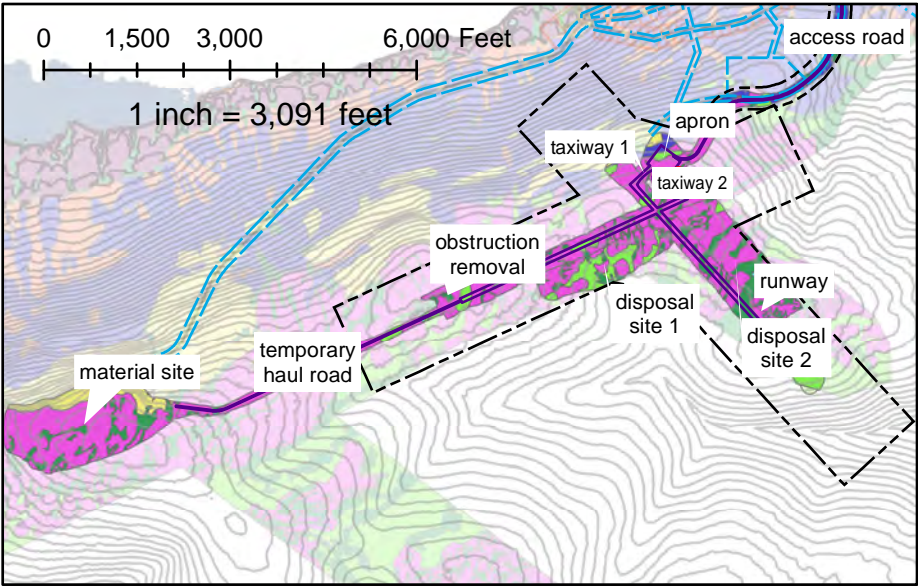 0 1,500 3,000 6,000 Feet
1 inch = 3,091 feet
access road
apron
taxiway 1
taxiway 2
obstruction
removal
runway
disposal
site 1
disposal
site 2
temporary
haul road
material site